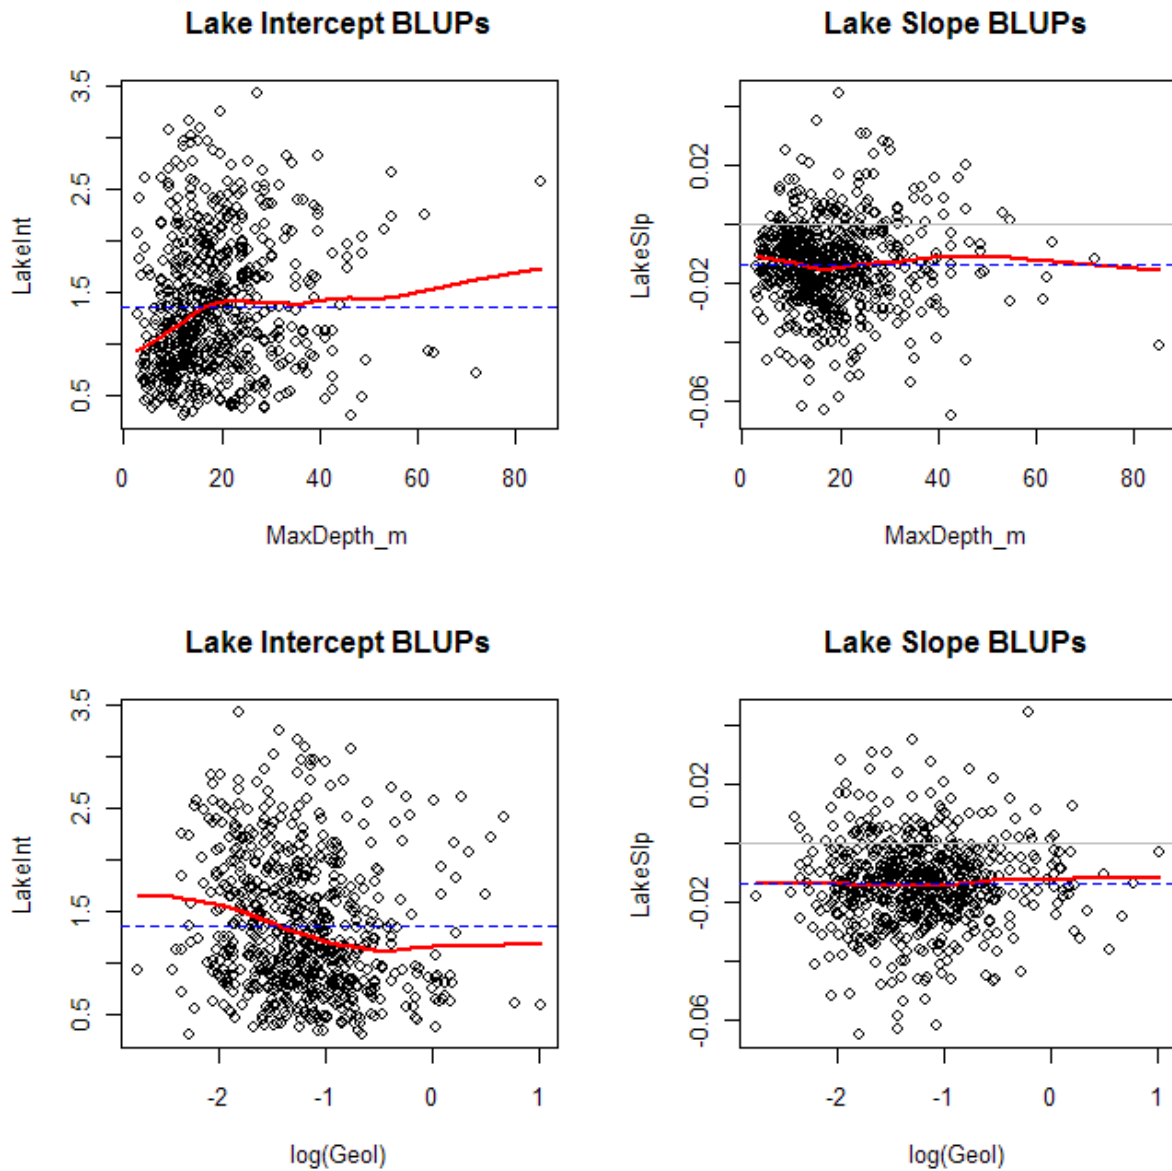 Lake Intercept BLUPs
LakeInt
3.5
2.5
1.5
0.5
0 20 40 60 80
MaxDepth_m
Lake Slope BLUPs
LakeSlp
0.02
-0.02
-0.06
0 20 40 60 80
MaxDepth_m
Lake Intercept BLUPs
LakeInt
3.5
2.5
1.5
0.5
-2 -1 0 1
log(Geol)
Lake Slope BLUPs
LakeSlp
0.02
-0.02
-0.06
-2 -1 0 1
log(Geol)